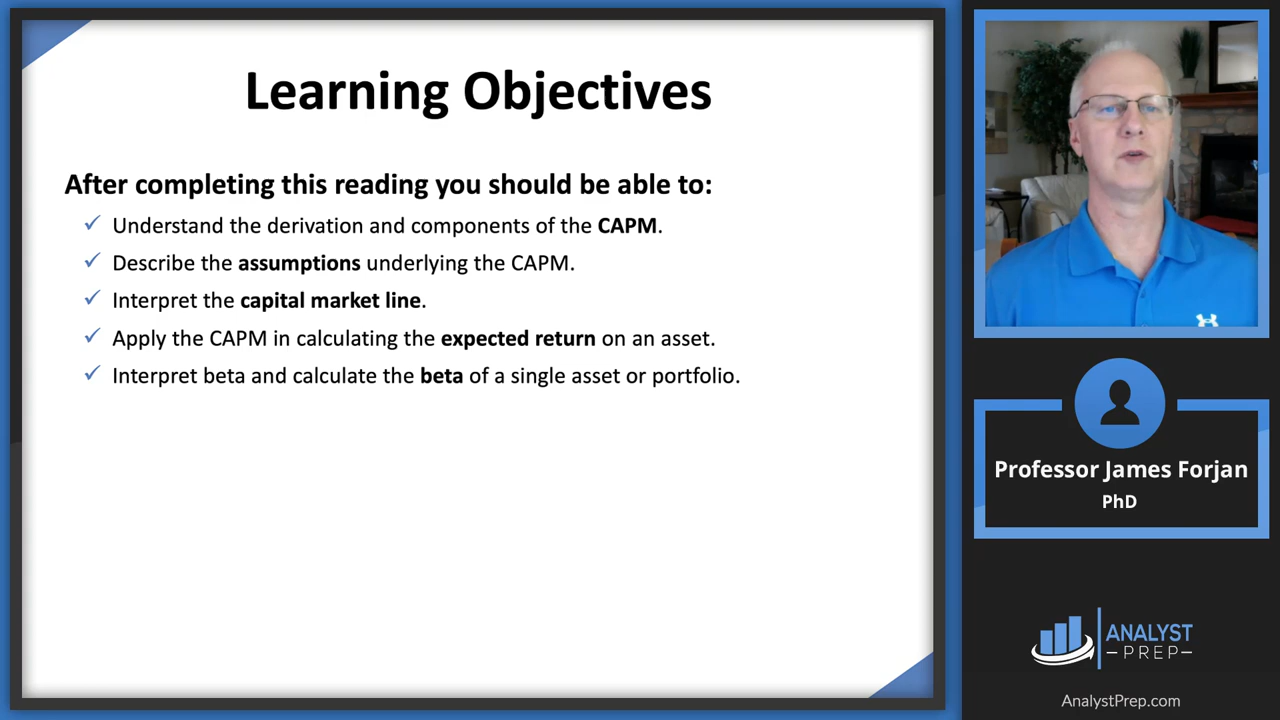 Learning Objectives
After completing this reading you should be able to:
✓ Understand the derivation and components of the CAPM.
✓ Describe the assumptions underlying the CAPM.
✓ Interpret the capital market line.
✓ Apply the CAPM in calculating the expected return on an asset.
✓ Interpret beta and calculate the beta of a single asset or portfolio.
Professor James Forjan
PhD
ANALYST
PREP
AnalystPrep.com